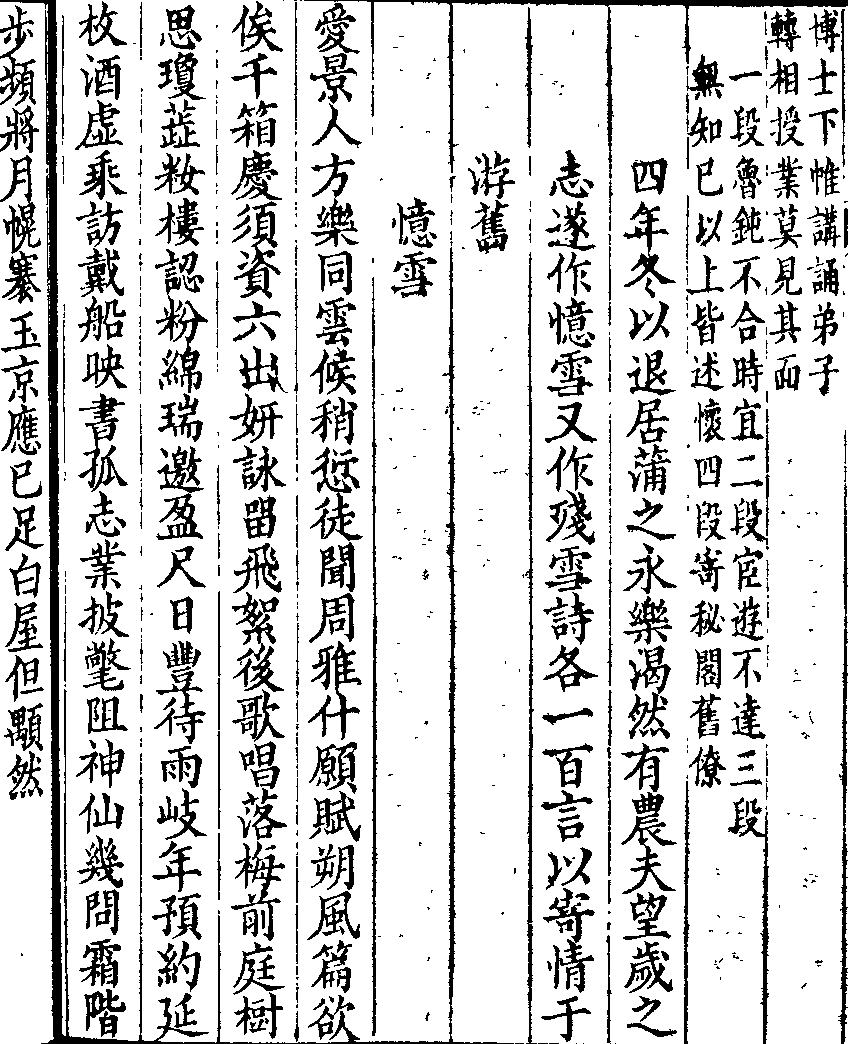 博士下帷講誦弟子
轉相授業莫見其面
一段魯鈍不合時宜二段宦遊不達三段
無知已以上皆述懷四段寄秘閣舊僚
四年冬以退居蒲之永樂渴然有農夫望歲之
志遂作憶雪又作殘雪詩各一百言以寄情于
游舊
憶雪
愛景人方樂同雲候稍愆徒聞周雅什願賦朔風篇欲
俟千箱慶須資六出妍詠留飛絮後歌唱落梅前庭樹
思瓊蘂粧樓認粉綿瑞邀盈尺日豐待兩岐年預約延
枚酒虛乘訪戴船映書孤志業披氅阻神仙幾問霜階
步頻將月幌褰玉京應已足白屋但顒然